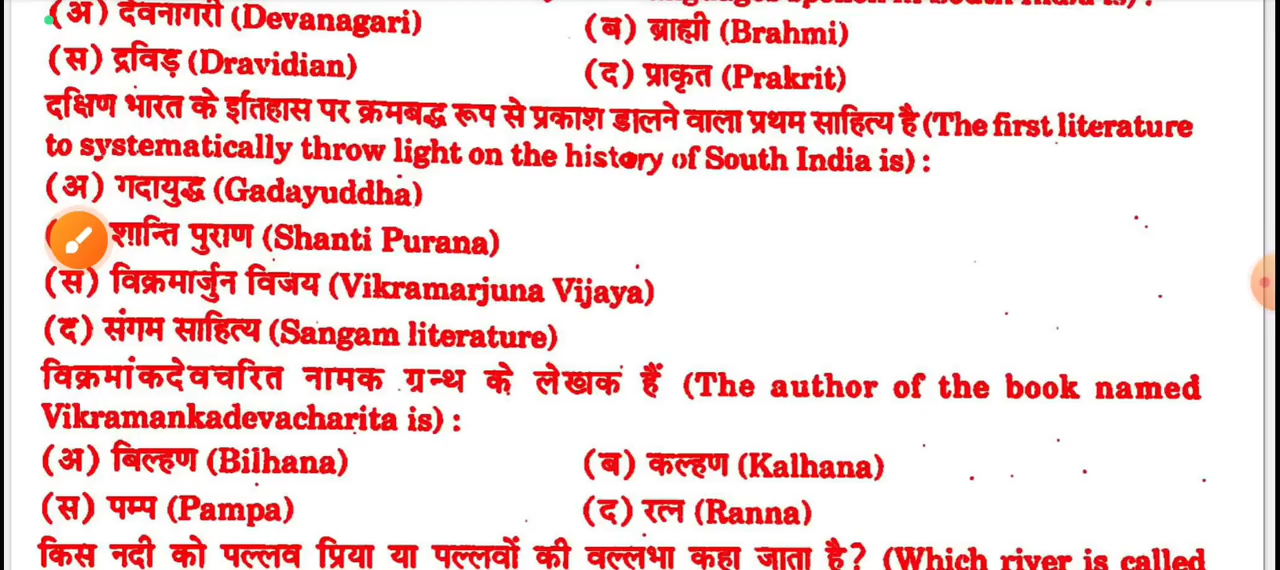 (अ) देवनागरी (Devanagari)
(ब) ब्राह्मी (Brahmi)
(स) द्रविड़ (Dravidian)
(द) प्राकृत (Prakrit)
दक्षिण भारत के इतिहास पर क्रमबद्ध रूप से प्रकाश डालने वाला प्रथम साहित्य है (The first literature
to systematically throw light on the history of South India is) :
(अ) गदायुद्ध (Gadayuddha)
शान्ति पुराण (Shanti Purana)
(स) विक्रमार्जुन विजय (Vikramarjuna Vijaya)
(द) संगम साहित्य (Sangam literature)
विक्रमांकदेवचरित नामक ग्रन्थ के लेखक हैं (The author of the book named
Vikramankadevacharita is) :
(अ) बिल्हण (Bilhana)
(ब) कल्हण (Kalhana)
(स) पम्प (Pampa)
(द) रत्न (Ranna)
किस नदी को पल्लव प्रिया या पल्लवों की वल्लभा कहा जाता है? (Which river is called